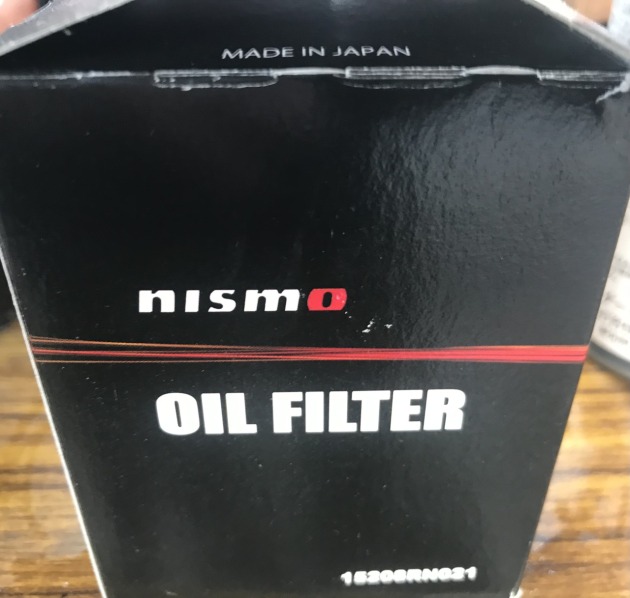 MADE IN JAPAN
nismo
OIL FILTER
15208RN021